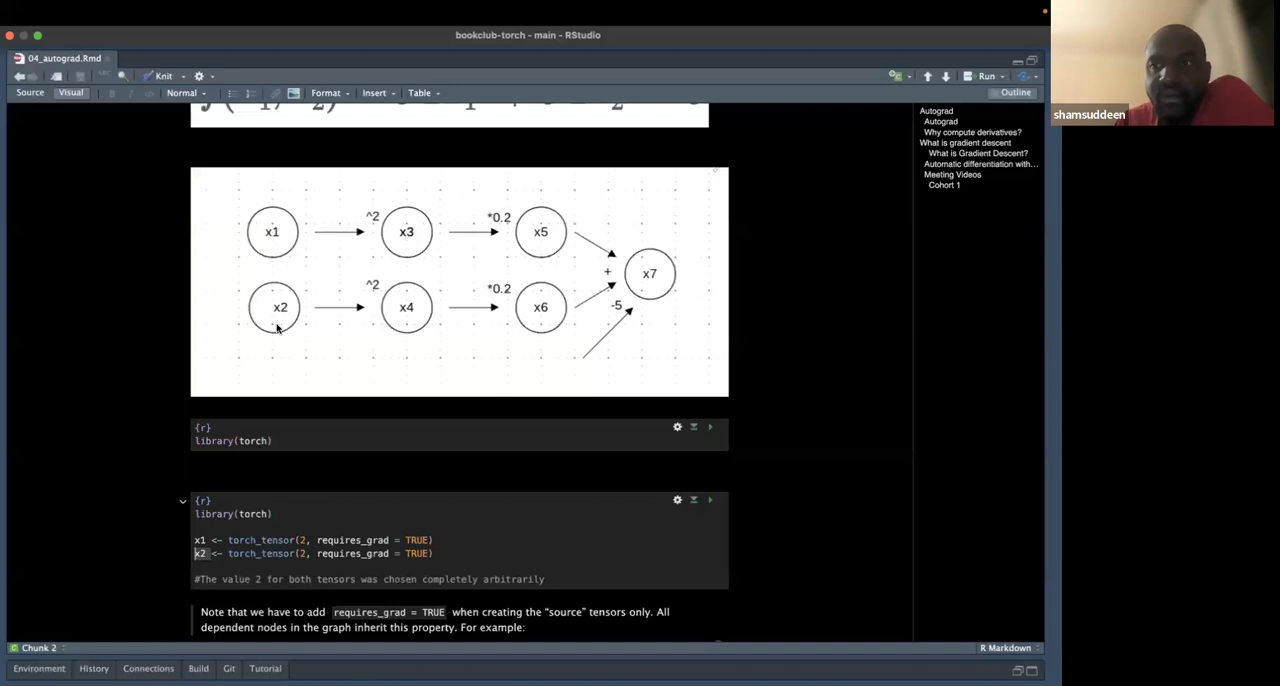 bookclub-torch - main - RStudio
04_autograd.Rmd
Knit
Run
Source Visual Normal Format Insert Table Outline
x1 ^2 x3 *0.2 x5
+ x7
x2 ^2 x4 *0.2 x6
-5
{r}
library(torch)
{r}
library(torch)
x1 <- torch_tensor(2, requires_grad = TRUE)
x2 <- torch_tensor(2, requires_grad = TRUE)
#The value 2 for both tensors was chosen completely arbitrarily
Note that we have to add requires_grad = TRUE when creating the "source" tensors only. All
dependent nodes in the graph inherit this property. For example:
Chunk 2
R Markdown
Environment History Connections Build Git Tutorial
Autograd
Autograd
Why compute derivatives?
What is gradient descent
What is Gradient Descent?
Automatic differentiation with...
Meeting Videos
Cohort 1
shamsuddeen